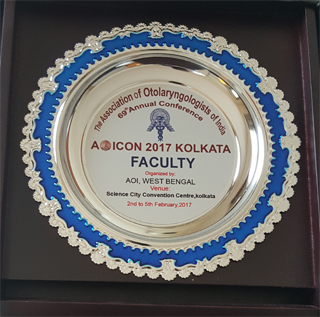 The Association of Otolaryngologists of India
69th Annual Conference
AOICON 2017 KOLKATA
FACULTY
Organized by:
AOI, WEST BENGAL
Venue:
Science City Convention Centre,kolkata
2nd to 5th February,2017